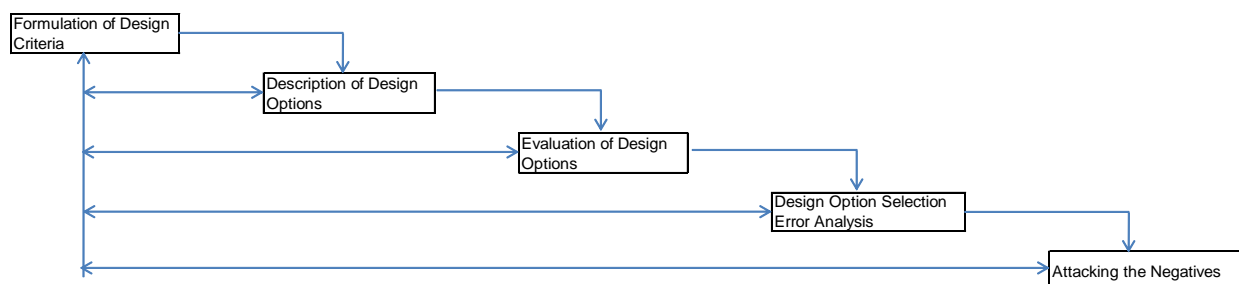 Formulation of Design
Criteria
Description of Design
Options
Evaluation of Design
Options
Design Option Selection
Error Analysis
Attacking the Negatives